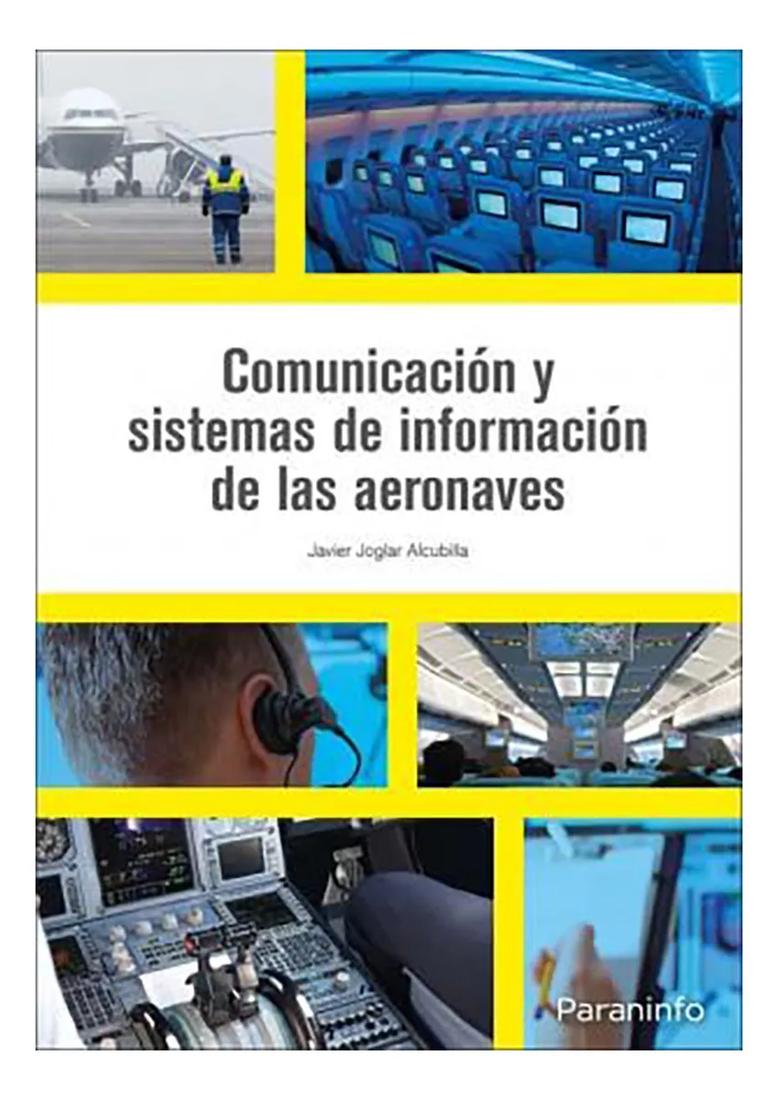 Comunicación y
sistemas de información
de las aeronaves
Javier Joglar Alcubilla
Paraninfo